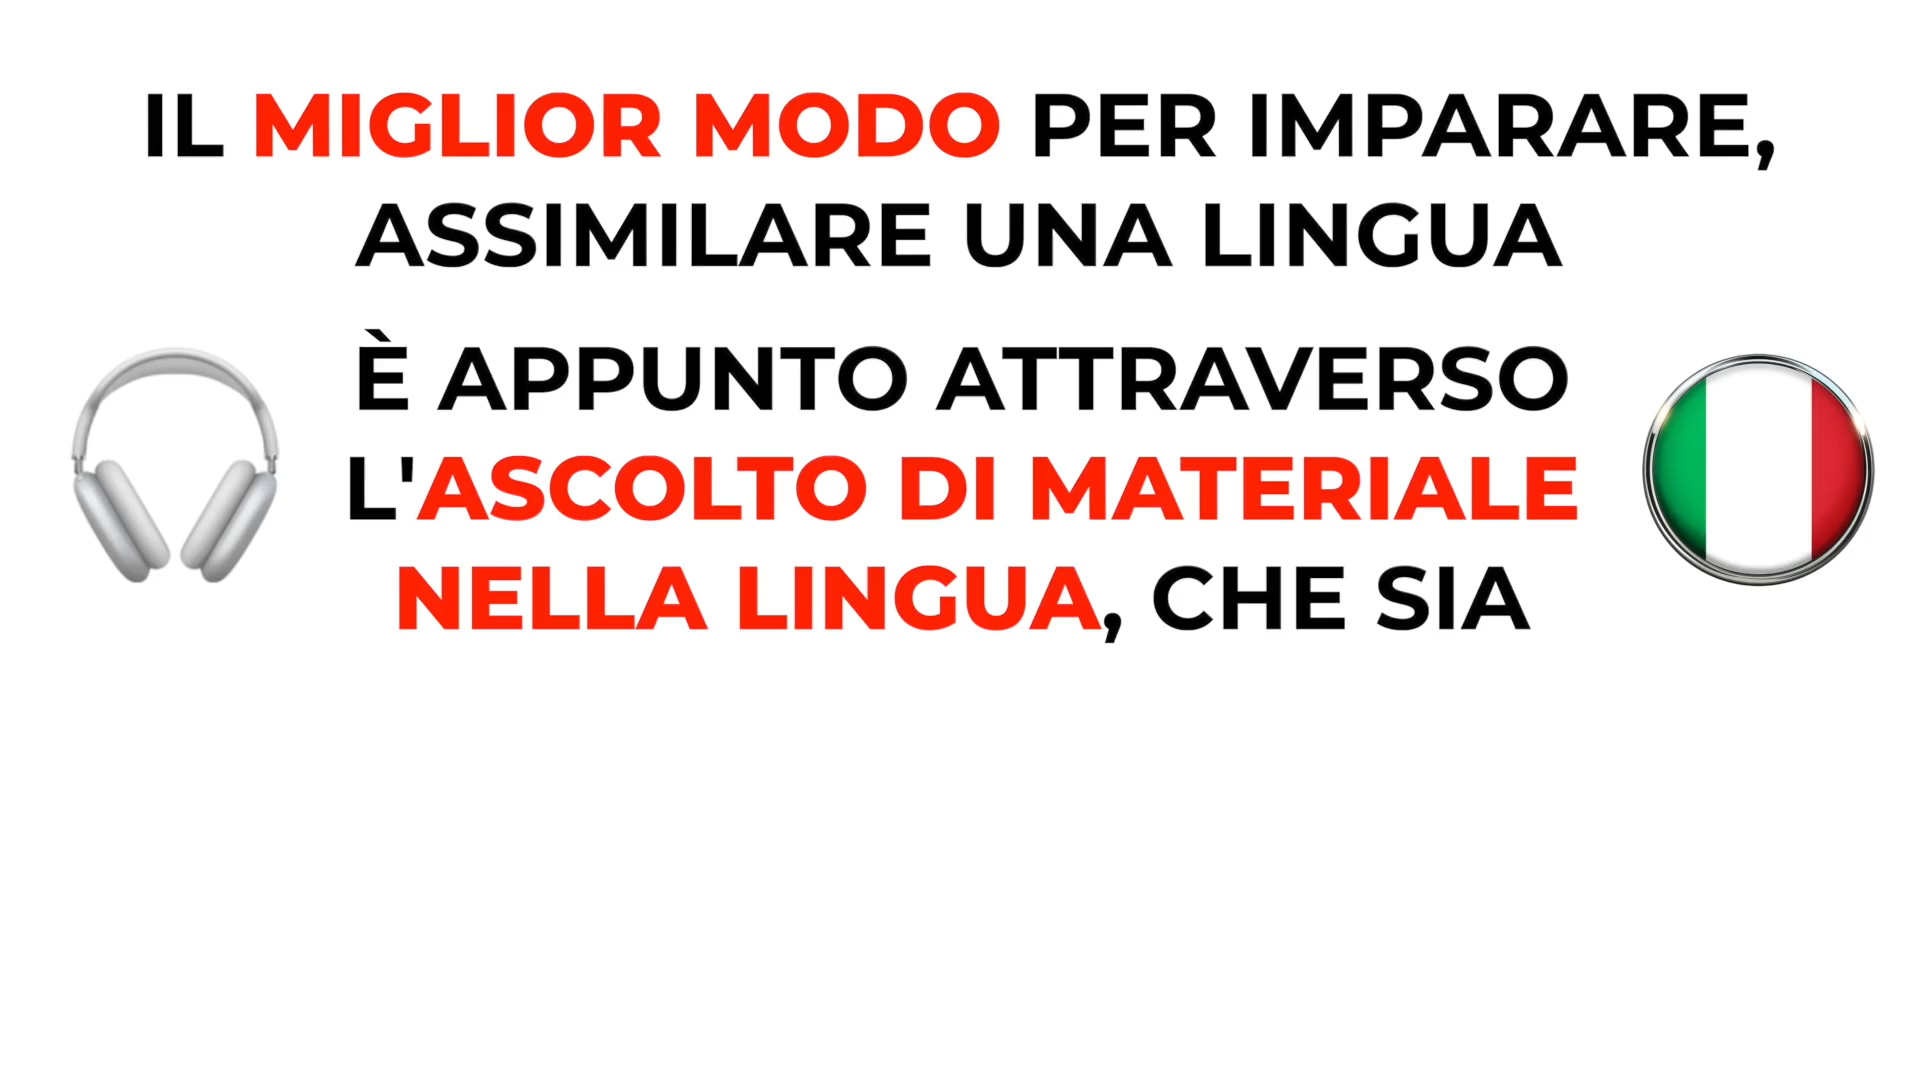 IL MIGLIOR MODO PER IMPARARE,
ASSIMILARE UNA LINGUA
È APPUNTO ATTRAVERSO
L'ASCOLTO DI MATERIALE
NELLA LINGUA, CHE SIA